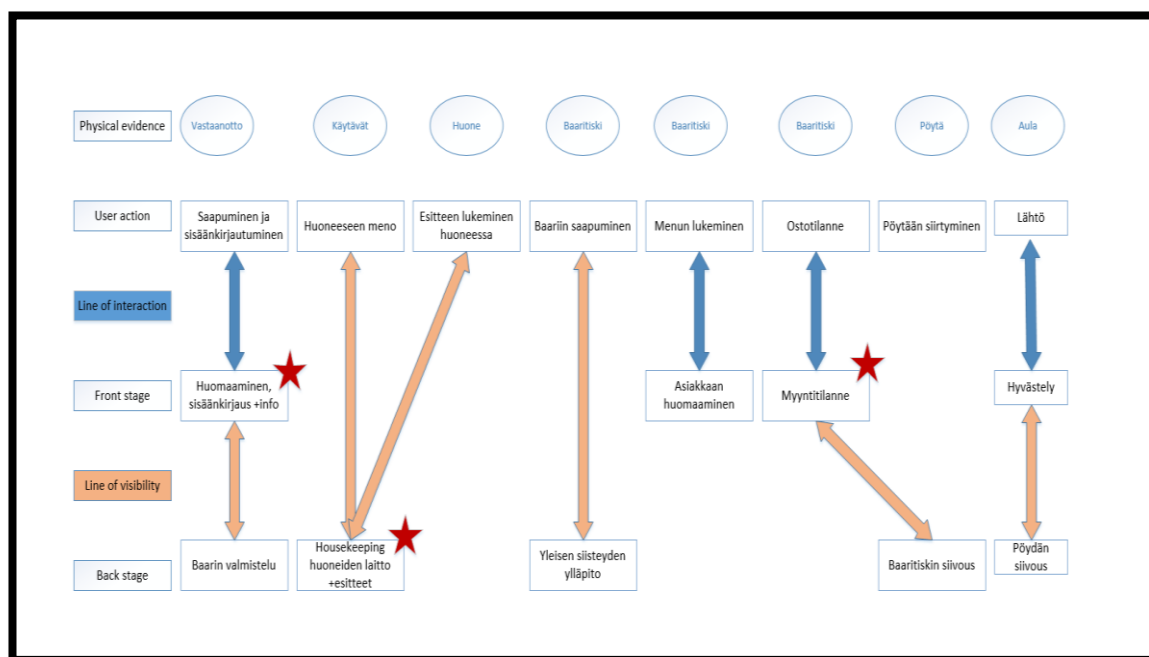 Physical evidence
Vastaanotto
Käytävät
Huone
Baaritiski
Baaritiski
Baaritiski
Pöytä
Aula
User action
Saapuminen ja
sisäänkirjautuminen
Huoneeseen meno
Esitteen lukeminen
huoneessa
Baariin saapuminen
Menun lukeminen
Ostotilanne
Pöytään siirtyminen
Lähtö
Line of interaction
Front stage
Huomaaminen,
sisäänkirjaus +info
Asiakkaan
huomaaminen
Myyntitilanne
Hyvästely
Line of visibility
Back stage
Baarin valmistelu
Housekeeping
huoneiden laitto
+esitteet
Yleisen siisteyden
ylläpito
Baaritiskin siivous
Pöydän
siivous